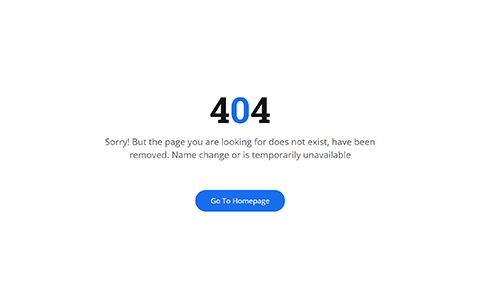 404
Sorry! But the page you are looking for does not exist, have been
removed. Name change or is temporarily unavailable
Go To Homepage